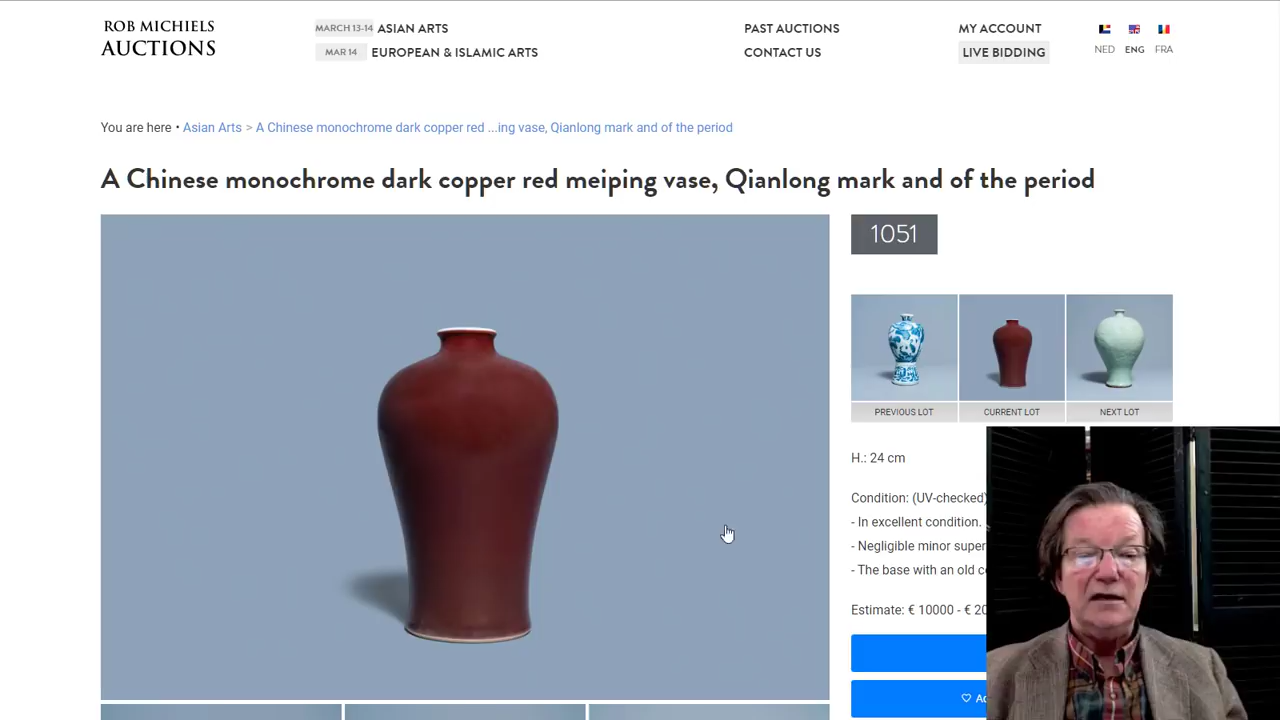 ROB MICHIELS
AUCTIONS
MARCH 13-14 ASIAN ARTS
MAR 14 EUROPEAN & ISLAMIC ARTS
PAST AUCTIONS
CONTACT US
MY ACCOUNT
LIVE BIDDING
NED ENG FRA
You are here • Asian Arts > A Chinese monochrome dark copper red ...ing vase, Qianlong mark and of the period
A Chinese monochrome dark copper red meiping vase, Qianlong mark and of the period
1051
PREVIOUS LOT CURRENT LOT NEXT LOT
H.: 24 cm
Condition: (UV-checked)
- In excellent condition.
- Negligible minor super
- The base with an old
Estimate: € 10000 - € 20